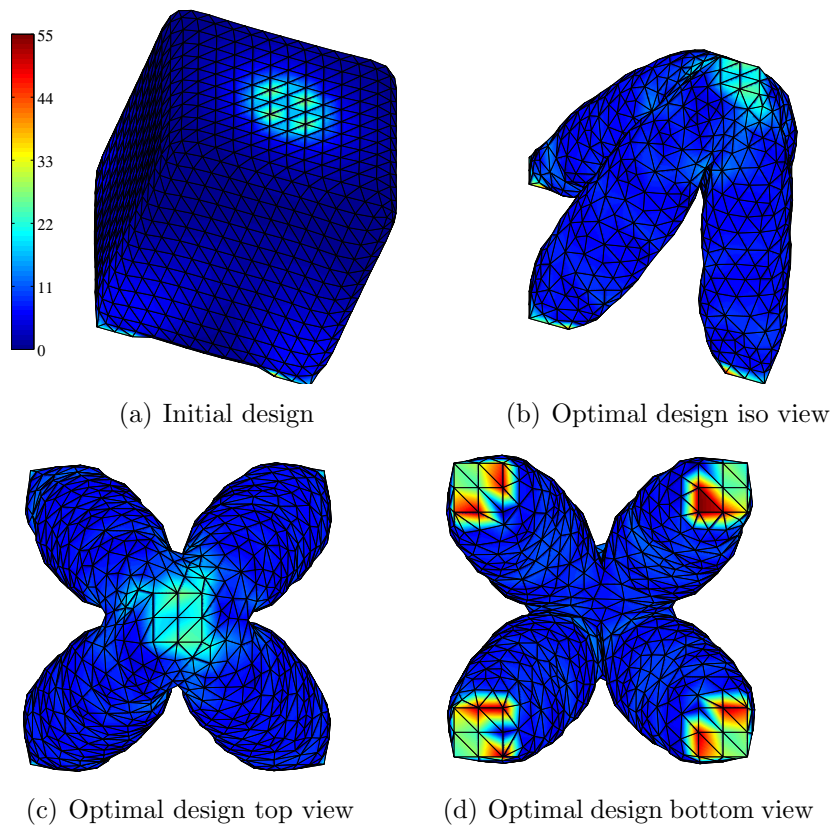 55
44
33
22
11
0
(a) Initial design
(b) Optimal design iso view
(c) Optimal design top view
(d) Optimal design bottom view